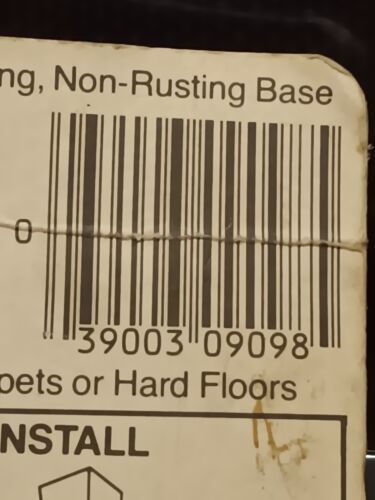 ng, Non-Rusting Base
0
39003 09098
pets or Hard Floors
NSTALL